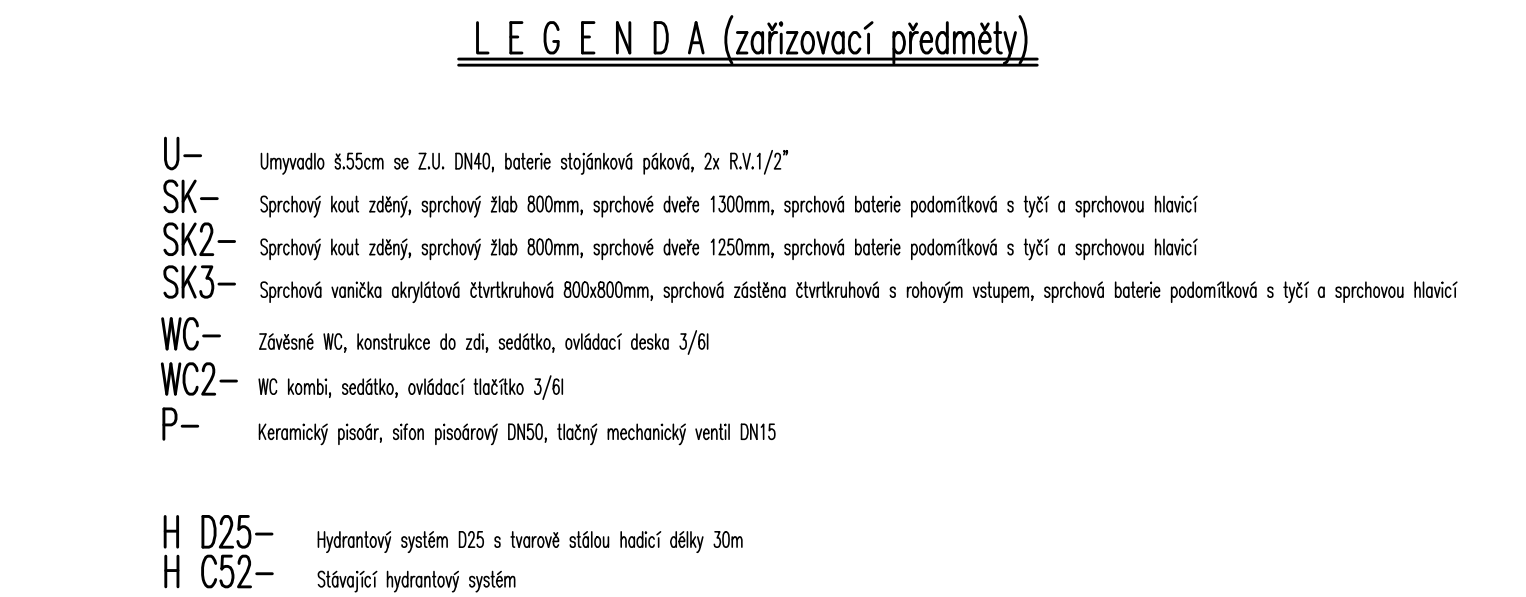 L E G E N D A (zařizovací předměty)
U- Umyvadlo š.55cm se Z.U. DN40, baterie stojánková páková, 2x R.V.1/2"
SK- Sprchový kout zděný, sprchový žlab 800mm, sprchové dveře 1300mm, sprchová baterie podomítková s tyčí a sprchovou hlavicí
SK2- Sprchový kout zděný, sprchový žlab 800mm, sprchové dveře 1250mm, sprchová baterie podomítková s tyčí a sprchovou hlavicí
SK3- Sprchová vanička akrylátová čtvrtkruhová 800x800mm, sprchová zástěna čtvrtkruhová s rohovým vstupem, sprchová baterie podomítková s tyčí a sprchovou hlavicí
WC- Závěsné WC, konstrukce do zdi, sedátko, ovládací deska 3/6l
WC2- WC kombi, sedátko, ovládací tlačítko 3/6l
P- Keramický pisoár, sifon pisoárový DN50, tlačný mechanický ventil DN15
H D25- Hydrantový systém D25 s tvarově stálou hadicí délky 30m
H C52- Stávající hydrantový systém